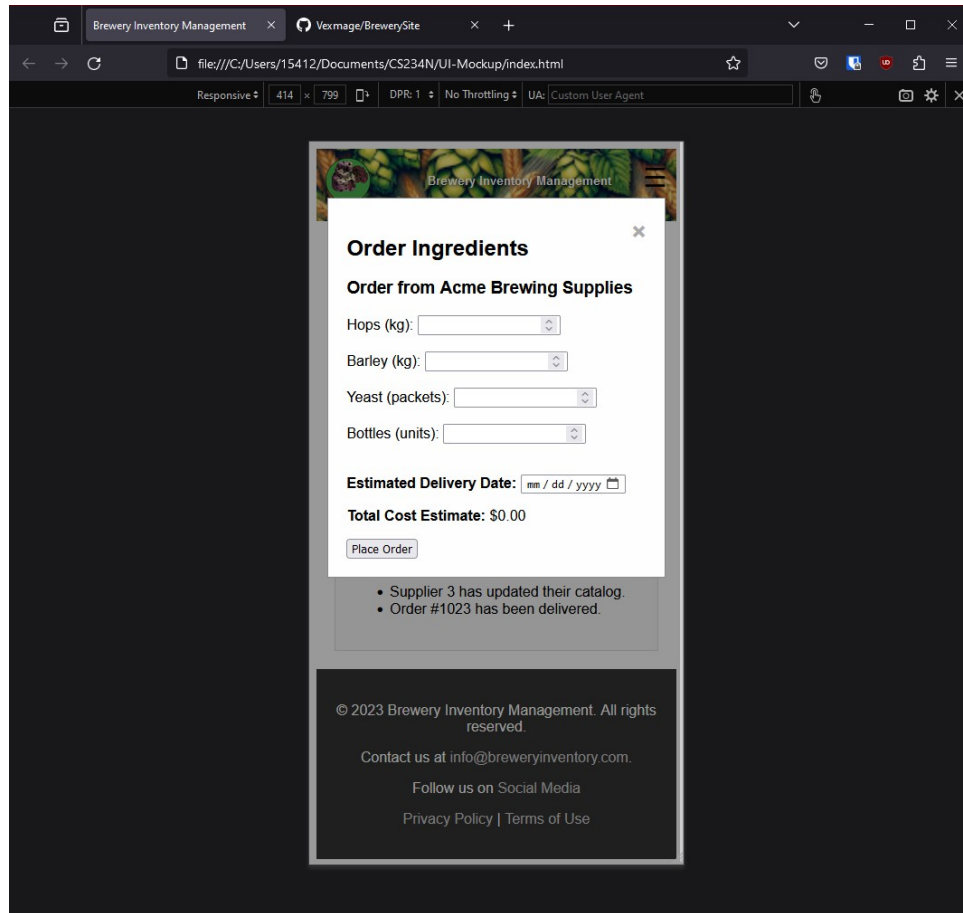 Brewery Inventory Management
Vexmage/BrewerySite
file:///C:/Users/15412/Documents/CS234N/UI-Mockup/index.html
Responsive 414 × 799 DPR: 1 No Throttling UA: Custom User Agent
Brewery Inventory Management
Order Ingredients
Order from Acme Brewing Supplies
Hops (kg):
Barley (kg):
Yeast (packets):
Bottles (units):
Estimated Delivery Date: mm / dd / yyyy
Total Cost Estimate: $0.00
Place Order
• Supplier 3 has updated their catalog.
• Order #1023 has been delivered.
© 2023 Brewery Inventory Management. All rights
reserved.
Contact us at info@breweryinventory.com.
Follow us on Social Media
Privacy Policy | Terms of Use